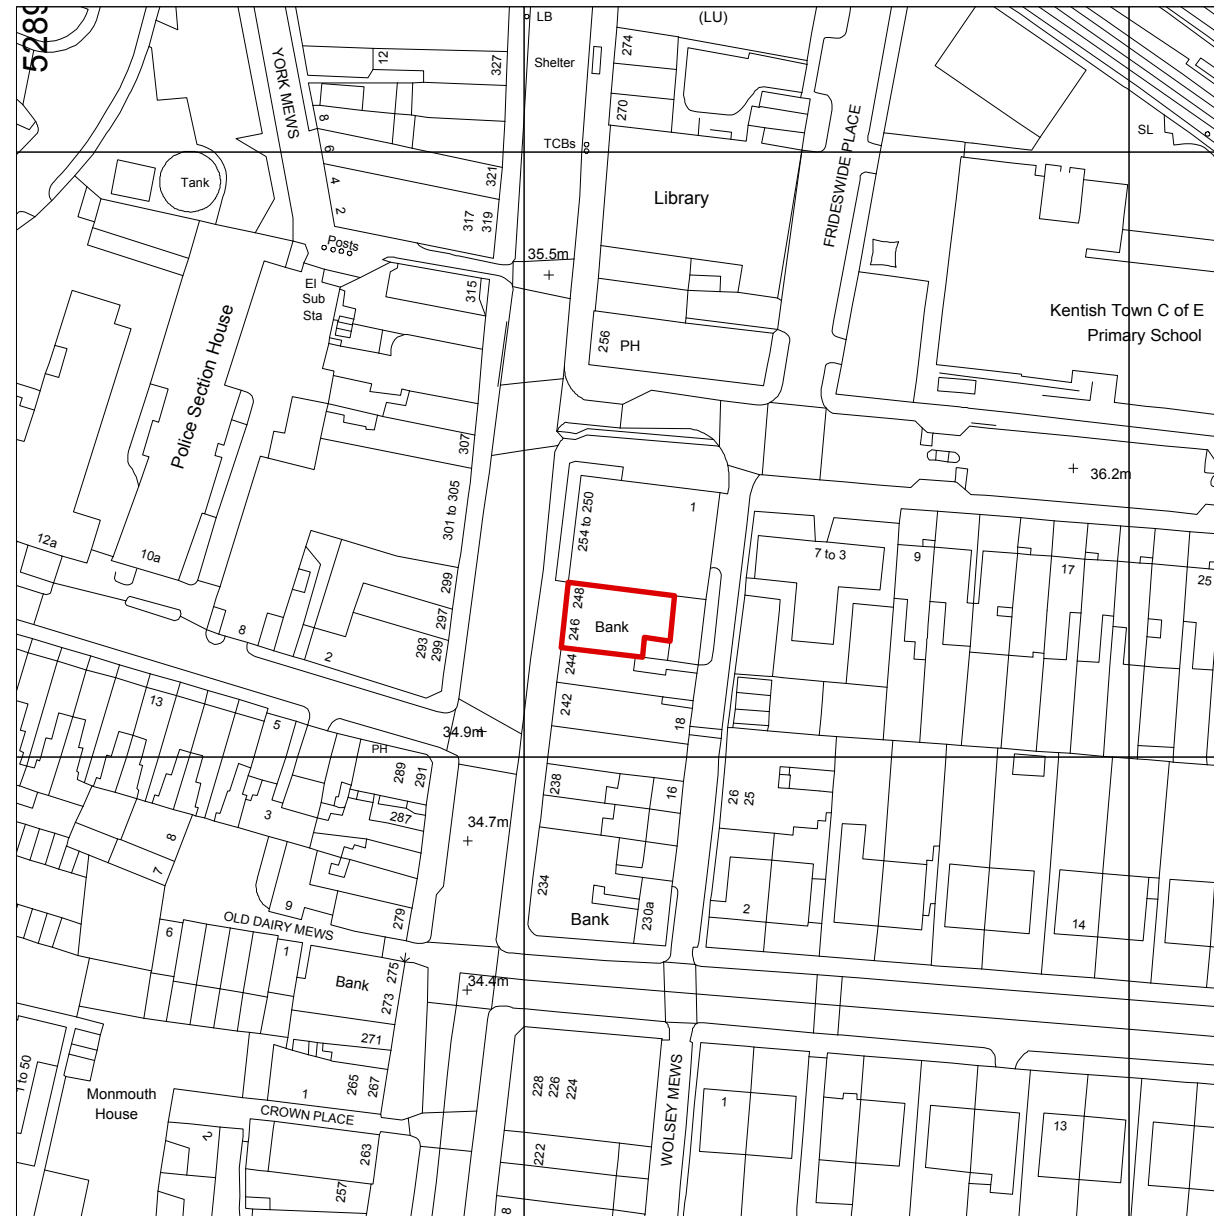 5289
LB
(LU)
Shelter
274
12
327
270
YORK MEWS
8
6
4
2
TCBs
321
317
319
SL
Tank
Library
FRIDESWIDE PLACE
Posts
35.5m
El
Sub
Sta
315
Kentish Town C of E
Primary School
256
PH
Police Section House
307
36.2m
301 to 305
254 to 250
1
12a
10a
7 to 3
9
17
25
299
297
293
299
248
246
Bank
244
8
2
242
18
13
5
34.9m
PH
289
291
287
238
16
26
25
3
8
7
34.7m
234
Bank
230a
2
14
9
279
OLD DAIRY MEWS
6
1
Bank
275
273
34.4m
271
1 to 50
Monmouth
House
1
265
267
CROWN PLACE
2
263
257
228
226
224
222
8
WOLSEY MEWS
1
13